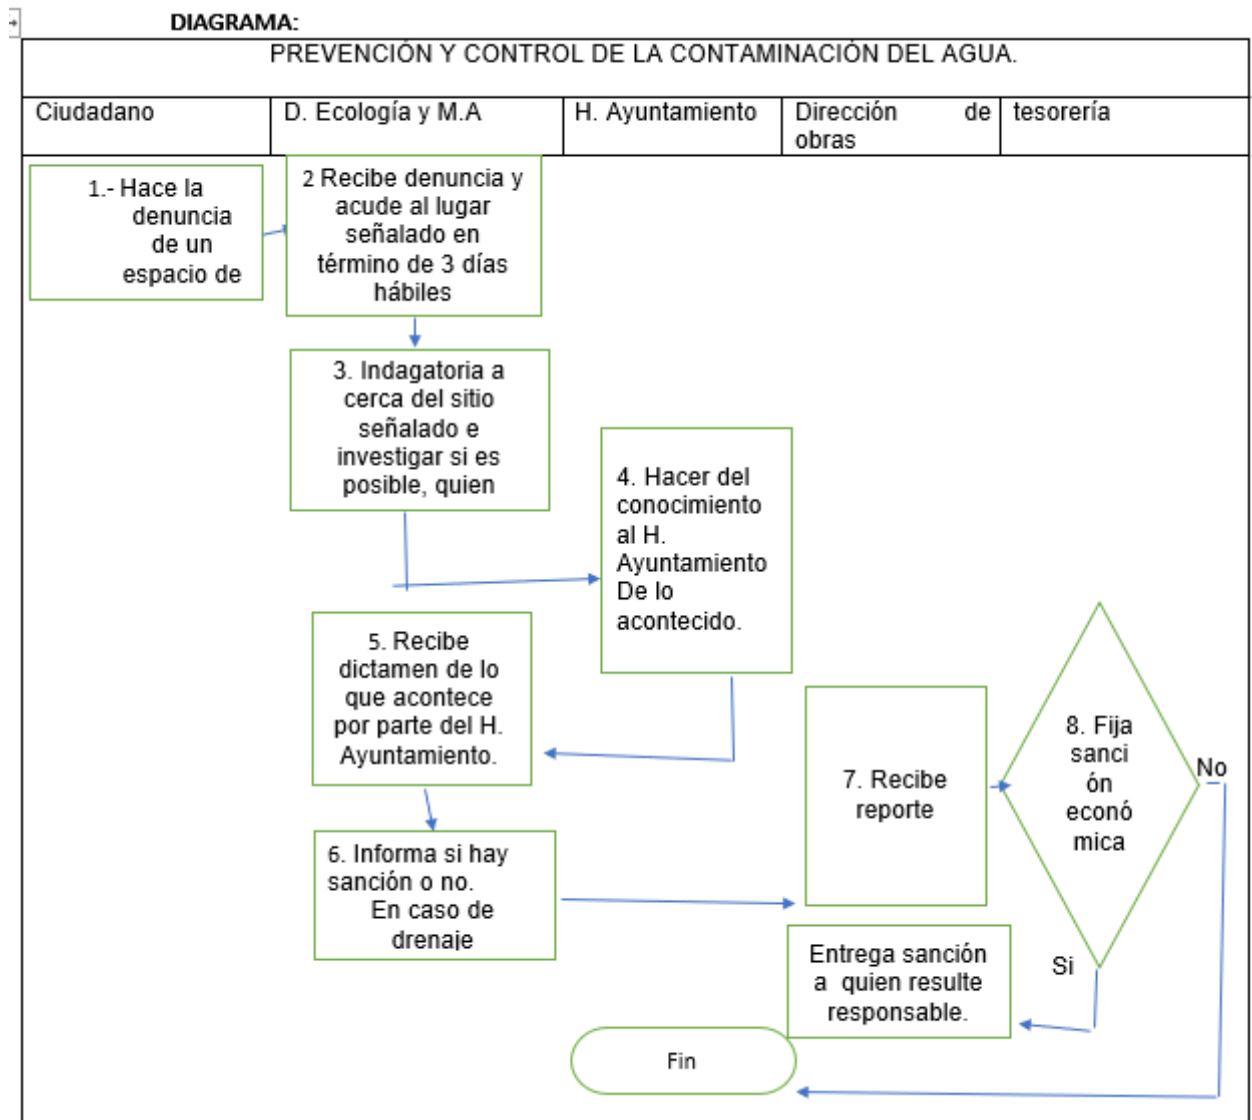 DIAGRAMA:
PREVENCIÓN Y CONTROL DE LA CONTAMINACIÓN DEL AGUA.
Ciudadano
D. Ecología y M.A
H. Ayuntamiento
Dirección de
obras
tesorería
1.- Hace la
denuncia
de un
espacio de
2 Recibe denuncia y
acude al lugar
señalado en
término de 3 días
hábiles
3. Indagatoria a
cerca del sitio
señalado e
investigar si es
posible, quien
4. Hacer del
conocimiento
al H.
Ayuntamiento
De lo
acontecido.
5. Recibe
dictamen de lo
que acontece
por parte del H.
Ayuntamiento.
6. Informa si hay
sanción o no.
En caso de
drenaje
7. Recibe
reporte
8. Fija
sanci
ón
econó
mica
No
Si
Entrega sanción
a quien resulte
responsable.
Fin